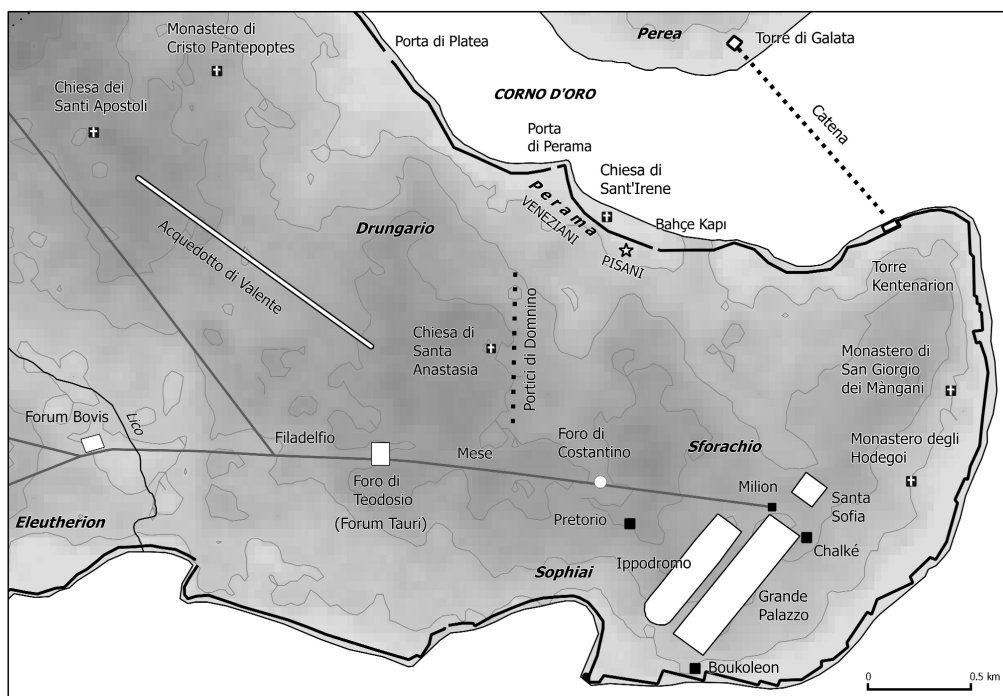 Monastero di
Cristo Pantepoptes
Porta di Platea
Perea
Torre di Galata
Chiesa dei
Santi Apostoli
CORNO D'ORO
Catena
Porta
di Perama
Chiesa di
Sant'Irene
Perama
VENEZIANI
Bahçe Kapı
PISANI
Drungario
Acquedotto di Valente
Torre
Kentenarion
Chiesa di
Santa
Anastasia
Portici di Domnino
Monastero di
San Giorgio
dei Màngani
Forum Bovis
Lico
Filadelfio
Mese
Foro di
Costantino
Sforachio
Monastero degli
Hodegoi
Foro di
Teodosio
(Forum Tauri)
Milion
Santa
Sofia
Eleutherion
Pretorio
Chalké
Ippodromo
Sophiai
Grande
Palazzo
Boukoleon
0 0.5 km